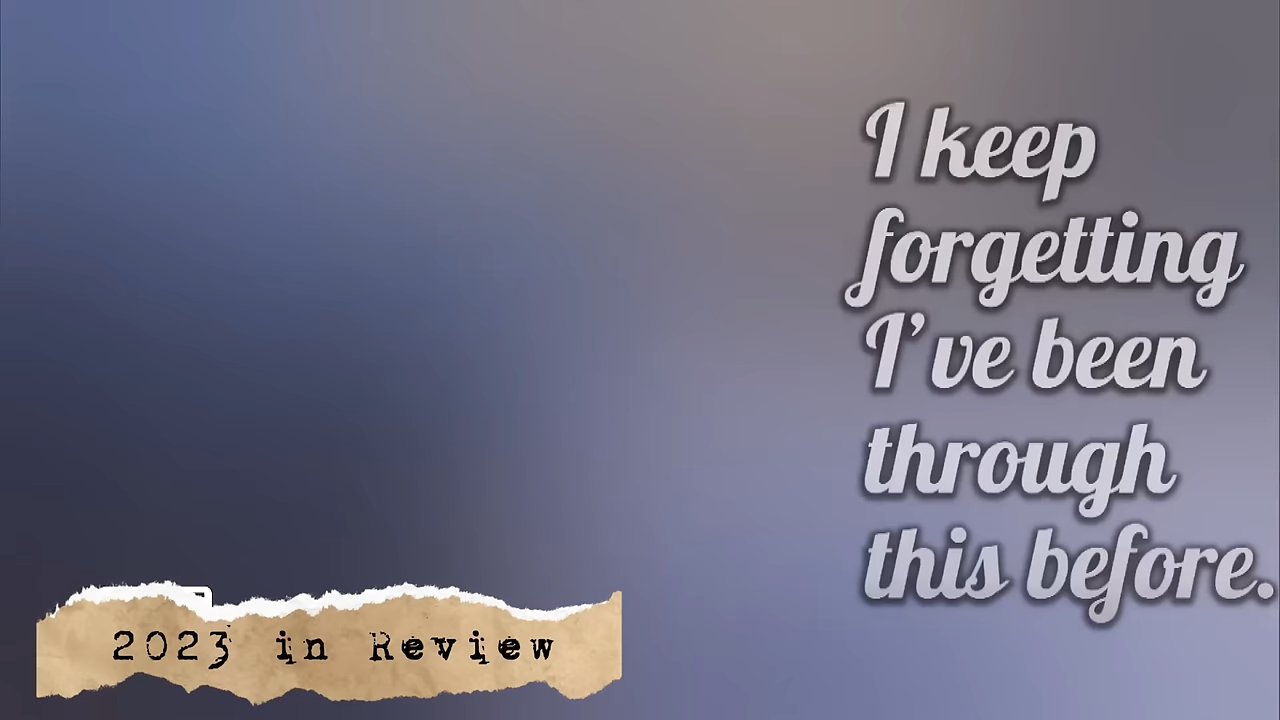 I keep
forgetting
I've been
through
this before.
2023 in Review